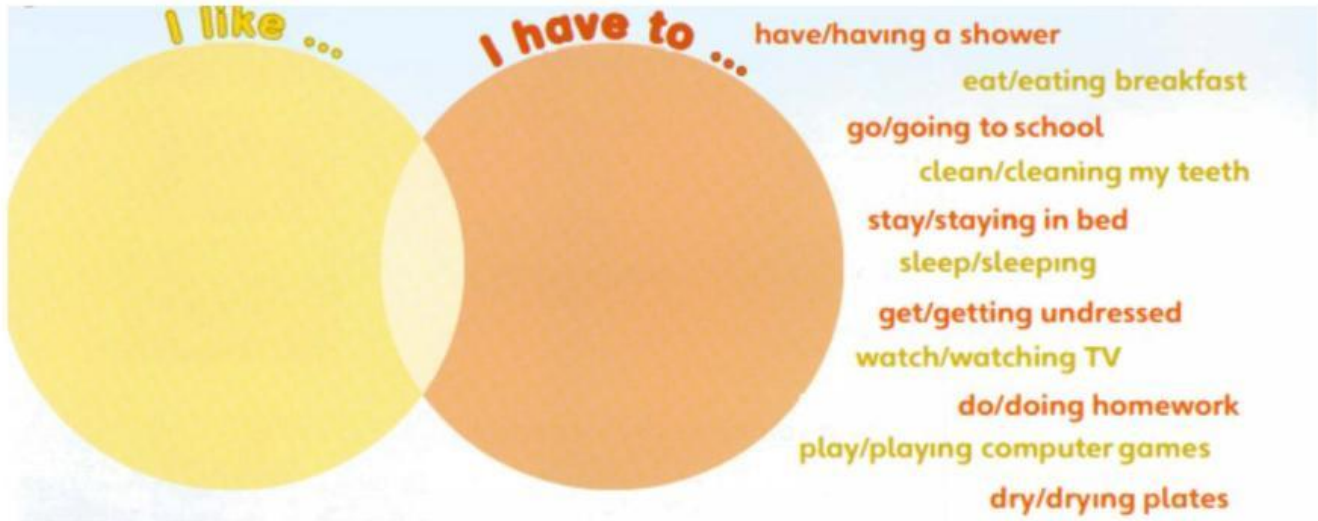 I like ...
I have to ...
have/having a shower
eat/eating breakfast
go/going to school
clean/cleaning my teeth
stay/staying in bed
sleep/sleeping
get/getting undressed
watch/watching TV
do/doing homework
play/playing computer games
dry/drying plates